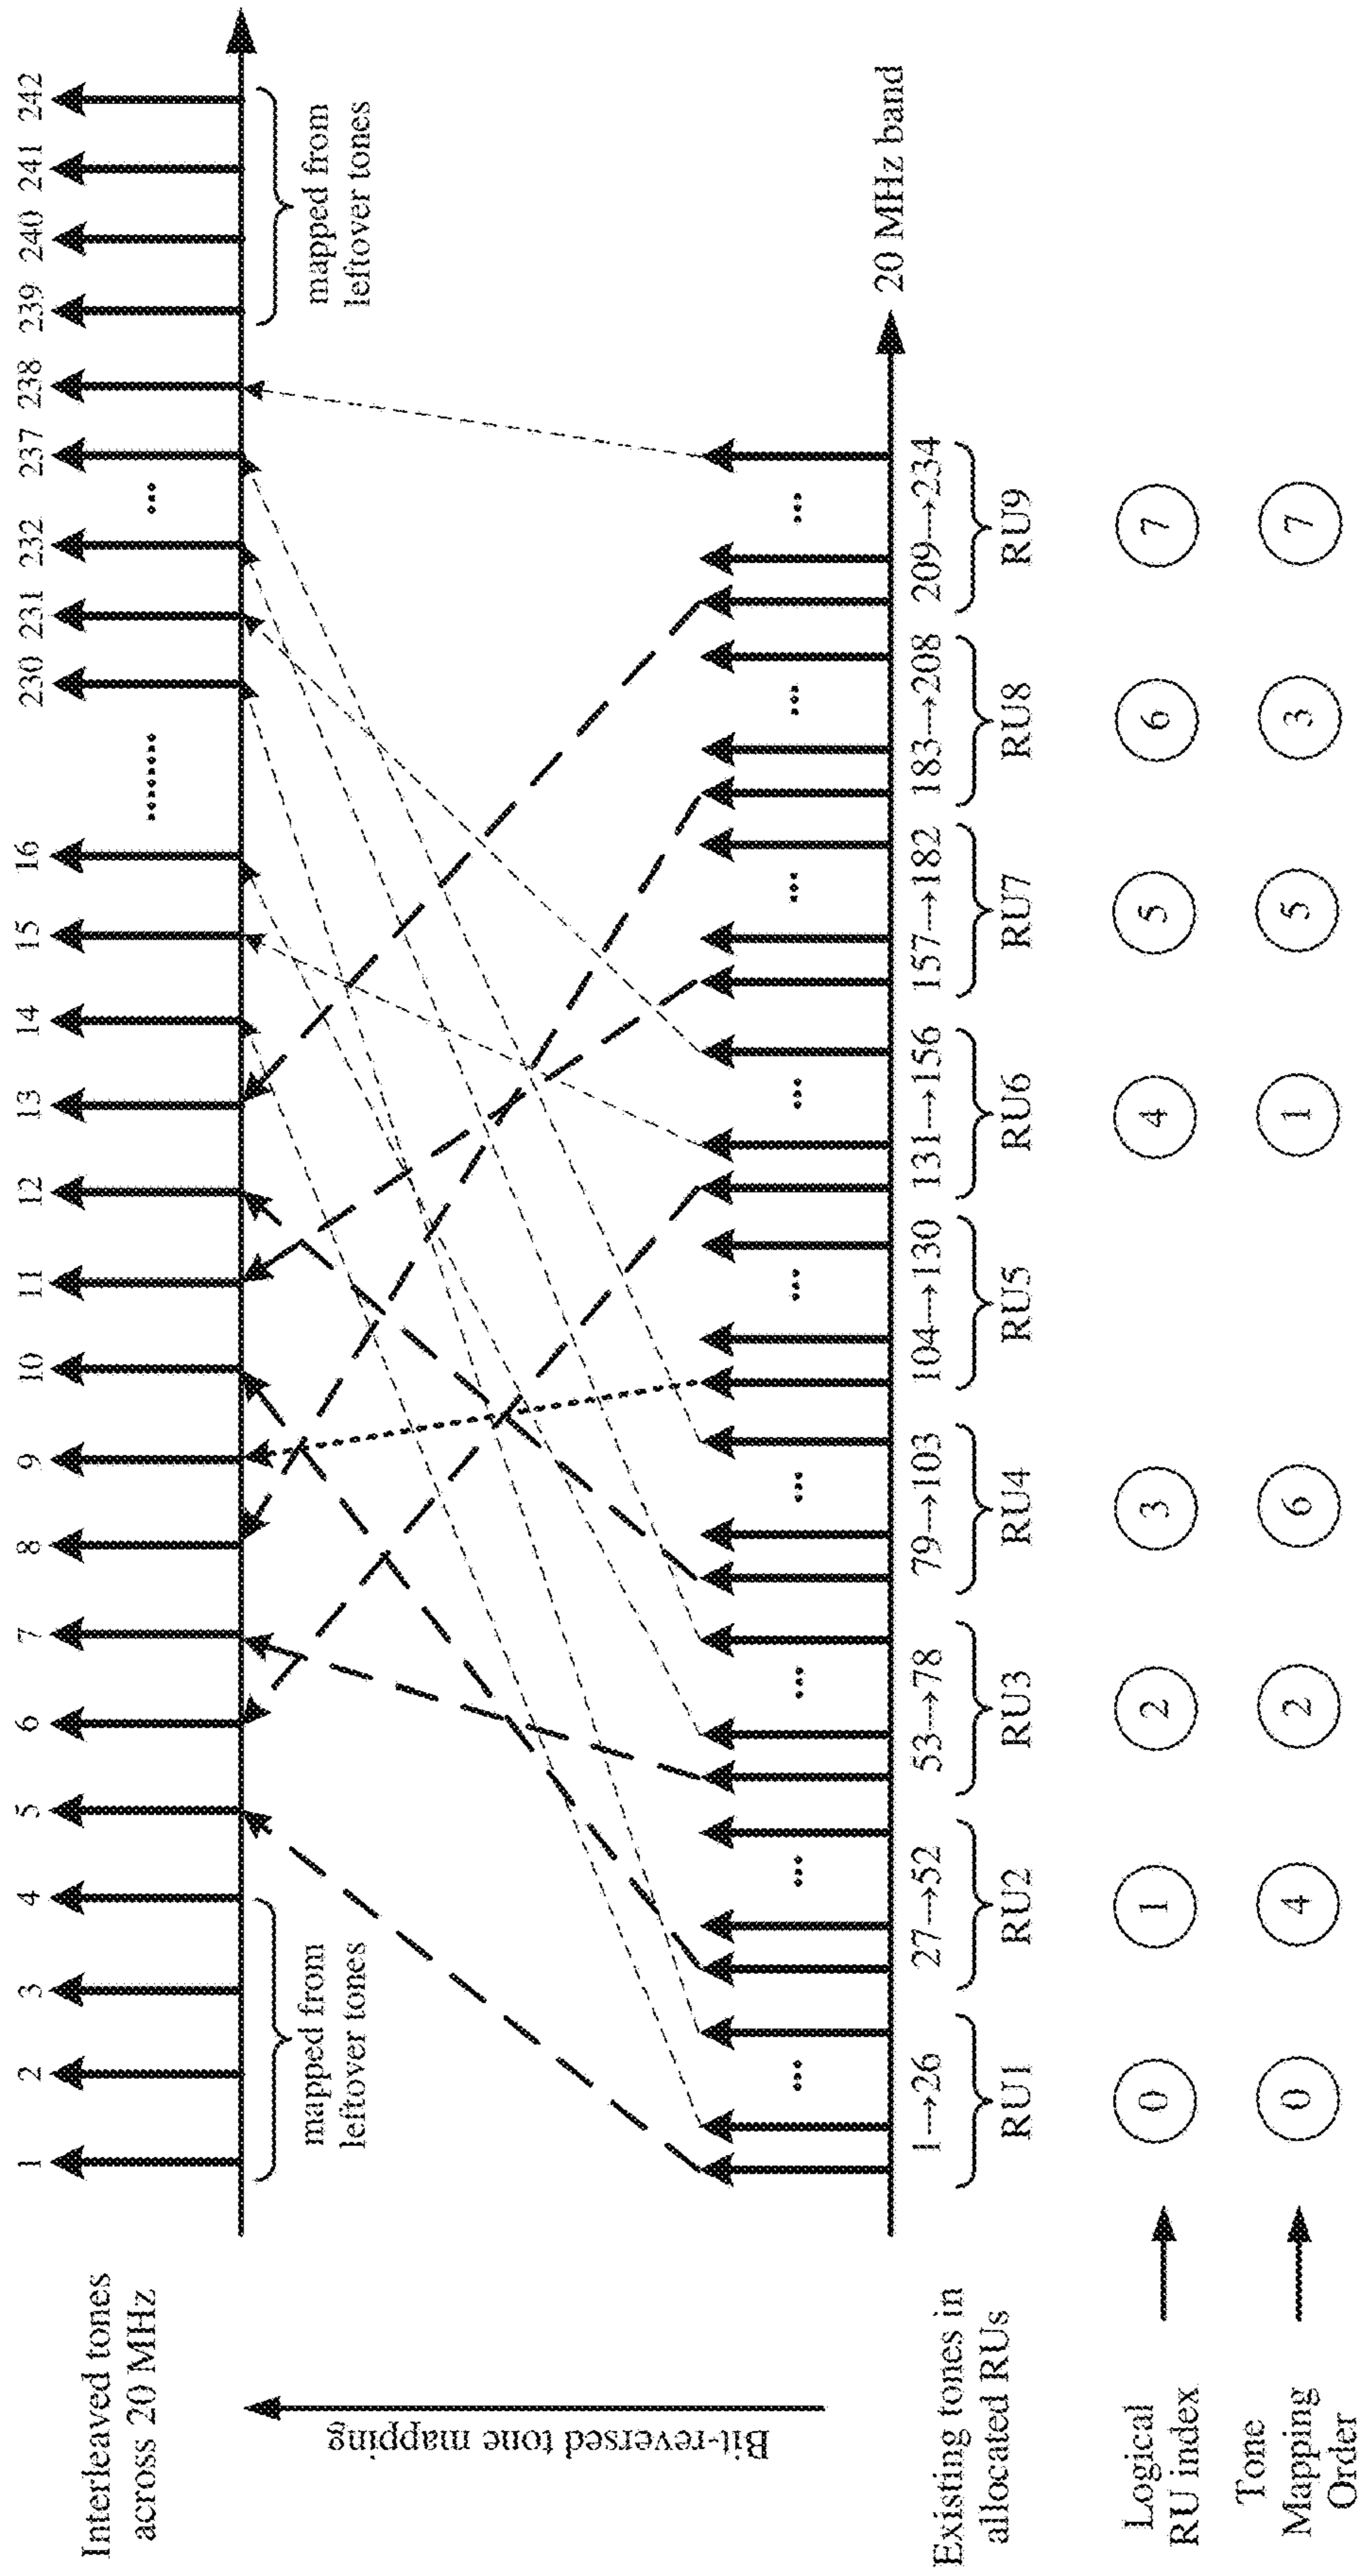 Interleaved tones
across 20 MHz
1 2 3 4 5 6 7 8 9 10 11 12 13 14 15 16 230 231 232 237 238 239 240 241 242
mapped from
leftover tones
mapped from
leftover tones
Bit-reversed tone mapping
20 MHz band
Existing tones in
allocated RUs
1→26 27→52 53→78 79→103 104→130 131→156 157→182 183→208 209→234
RU1 RU2 RU3 RU4 RU5 RU6 RU7 RU8 RU9
Logical
RU index
0 1 2 3 4 5 6 7
Tone
Mapping
Order
0 4 2 6 1 5 3 7